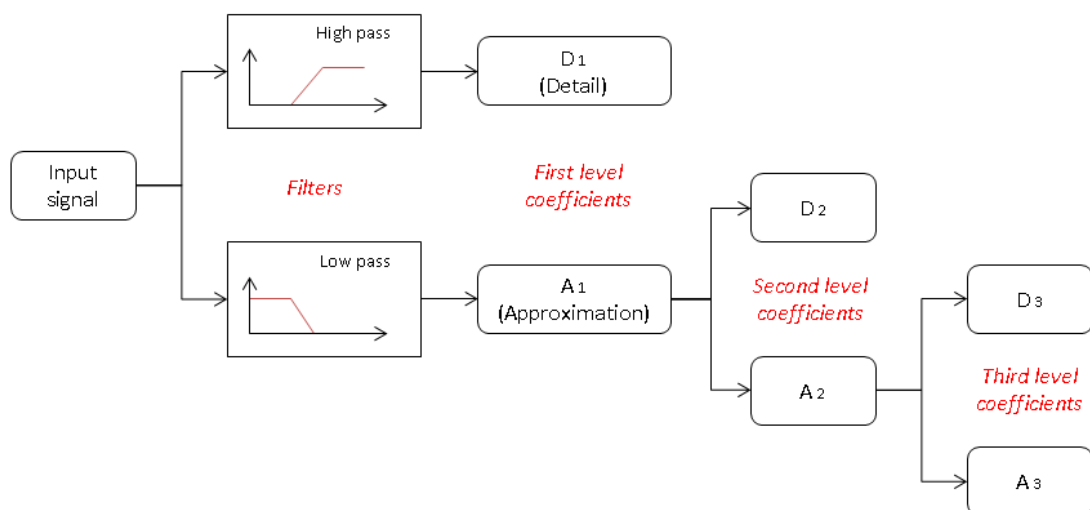 High pass
D1
(Detail)
Input
signal
Filters
First level
coefficients
D2
Low pass
A1
(Approximation)
Second level
coefficients
D3
A2
Third level
coefficients
A3